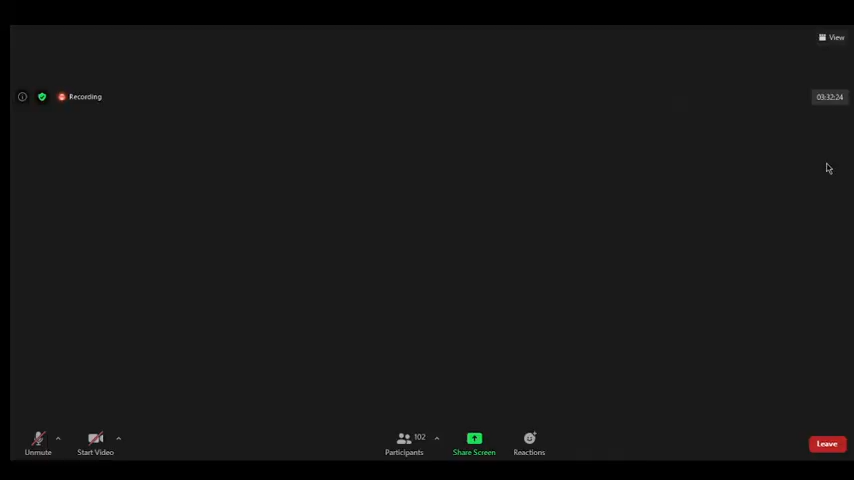 View
Recording
03:32:24
102
Unmute
Start Video
Participants
Share Screen
Reactions
Leave